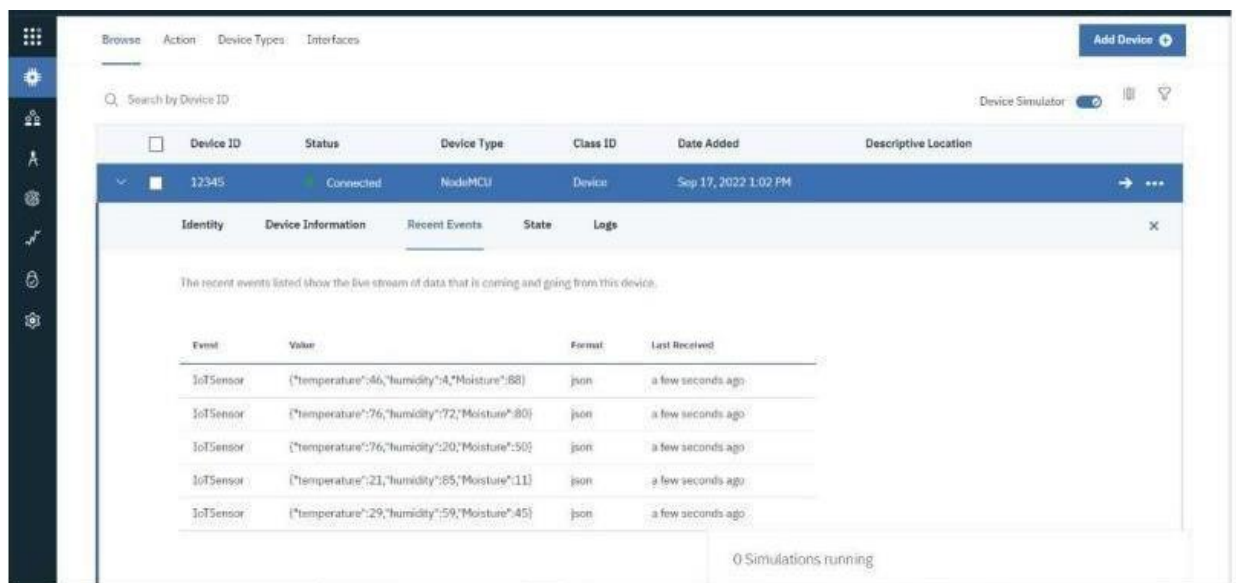 Browse Action Device Types Interfaces Add Device
Search by Device ID Device Simulator
Device ID Status Device Type Class ID Date Added Descriptive Location
12345 Connected NodeMCU Device Sep 17, 2022 1:02 PM
Identity Device Information Recent Events State Logs
The recent events listed show the live stream of data that is coming and going from this device.
Event Value Format Last Received
IoTSensor {"temperature":46,"humidity":4,"Moisture":88} json a few seconds ago
IoTSensor {"temperature":76,"humidity":72,"Moisture":80} json a few seconds ago
IoTSensor {"temperature":76,"humidity":20,"Moisture":50} json a few seconds ago
IoTSensor {"temperature":21,"humidity":85,"Moisture":11} json a few seconds ago
IoTSensor {"temperature":29,"humidity":59,"Moisture":45} json a few seconds ago
0 Simulations running